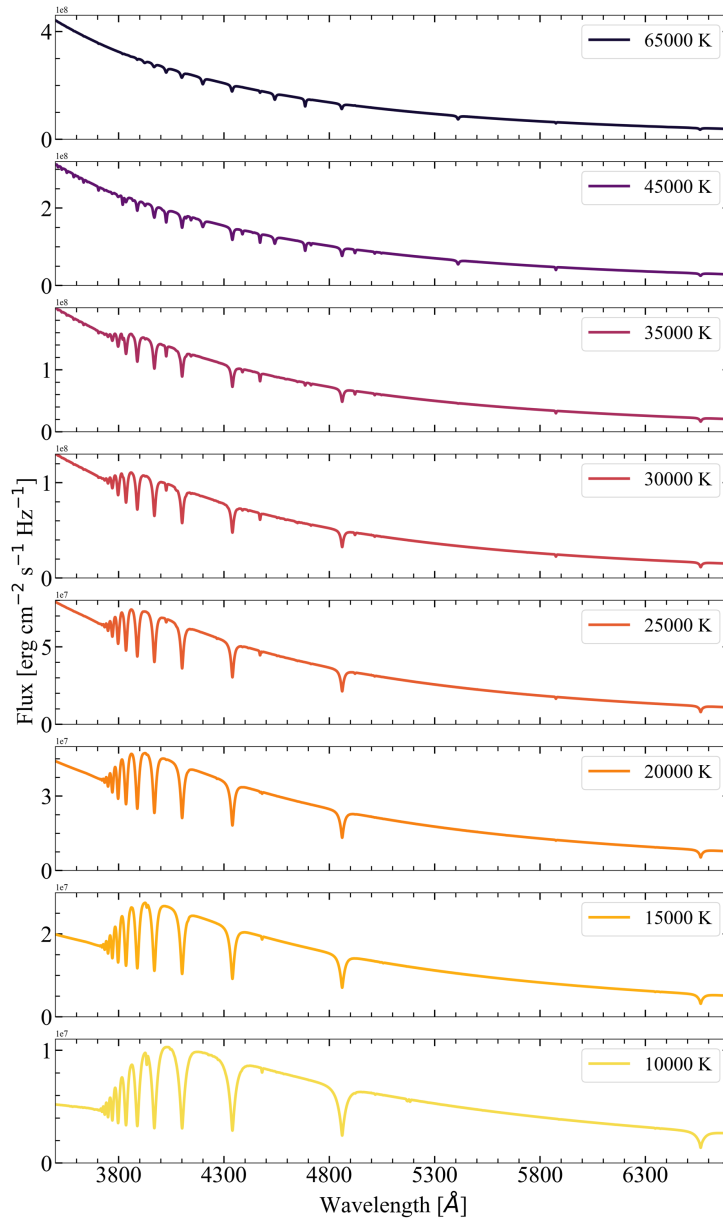 1e8
65000 K
4
2
0
1e8
45000 K
2
0
1e8
35000 K
1
0
1e8
30000 K
1
0
1e7
25000 K
5
0
1e7
20000 K
3
0
1e7
15000 K
2
0
1e7
10000 K
1
0
3800 4300 4800 5300 5800 6300
Wavelength [Å]
Flux [erg cm−2 s−1 Hz−1]